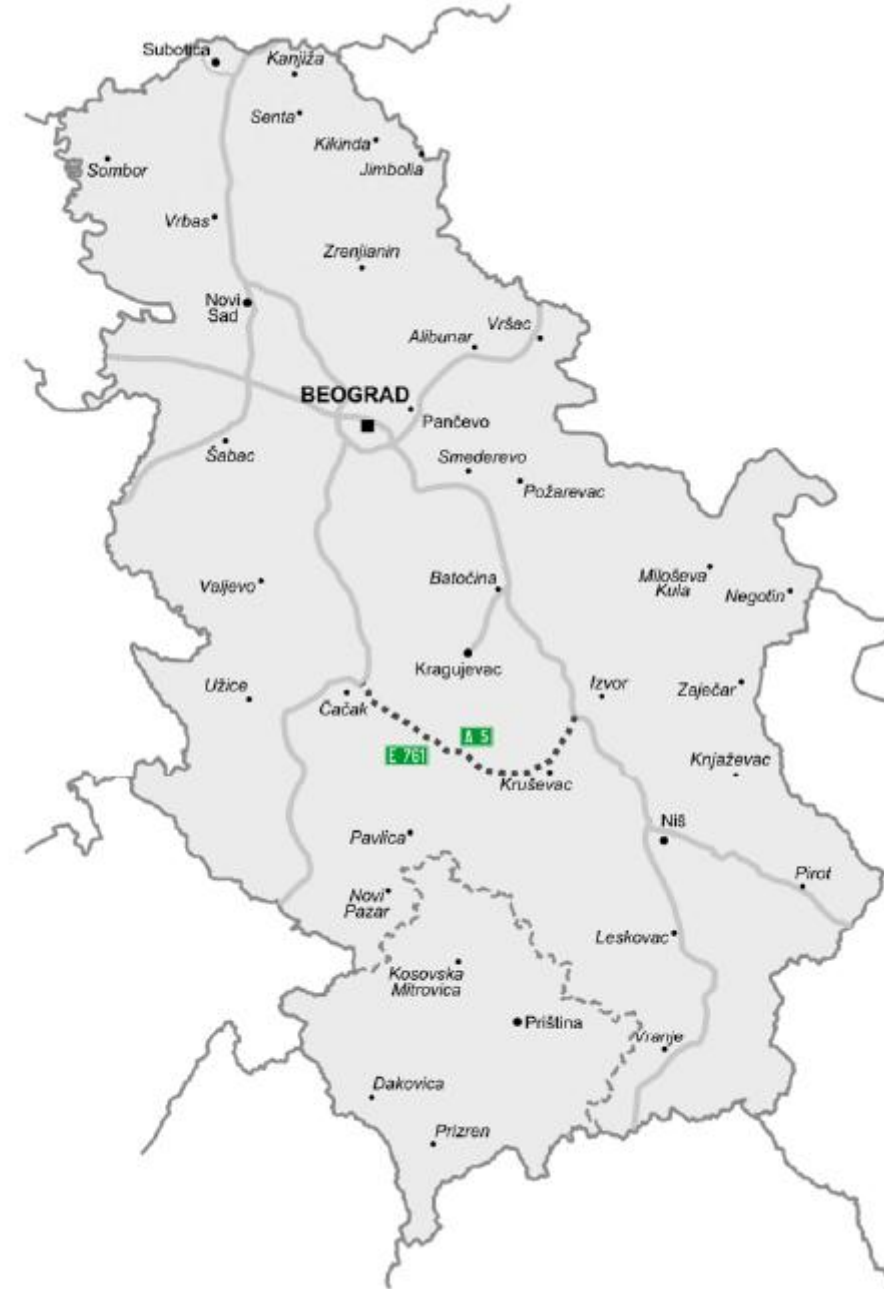 Subotica
Kanjiža
Senta
Kikinda
Jimbolia
Sombor
Vrbas
Zrenjianin
Novi
Sad
Vršac
Alibunar
BEOGRAD
Pančevo
Šabac
Smederevo
Požarevac
Valjevo
Batočina
Miloševa
Kula
Negotin
Kragujevac
Užice
Čačak
Izvor
Zaječar
A 5
E 761
Kruševac
Knjaževac
Niš
Pavlica
Pirot
Novi
Pazar
Leskovac
Kosovska
Mitrovica
Priština
Vranje
Dakovica
Prizren